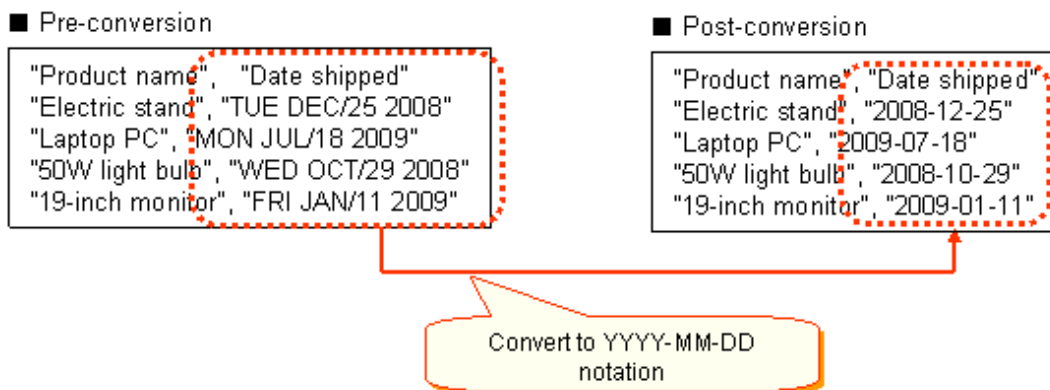 ■ Pre-conversion
"Product name", "Date shipped"
"Electric stand", "TUE DEC/25 2008"
"Laptop PC", "MON JUL/18 2009"
"50W light bulb", "WED OCT/29 2008"
"19-inch monitor", "FRI JAN/11 2009"
■ Post-conversion
"Product name", "Date shipped"
"Electric stand", "2008-12-25"
"Laptop PC", "2009-07-18"
"50W light bulb", "2008-10-29"
"19-inch monitor", "2009-01-11"
Convert to YYYY-MM-DD
notation